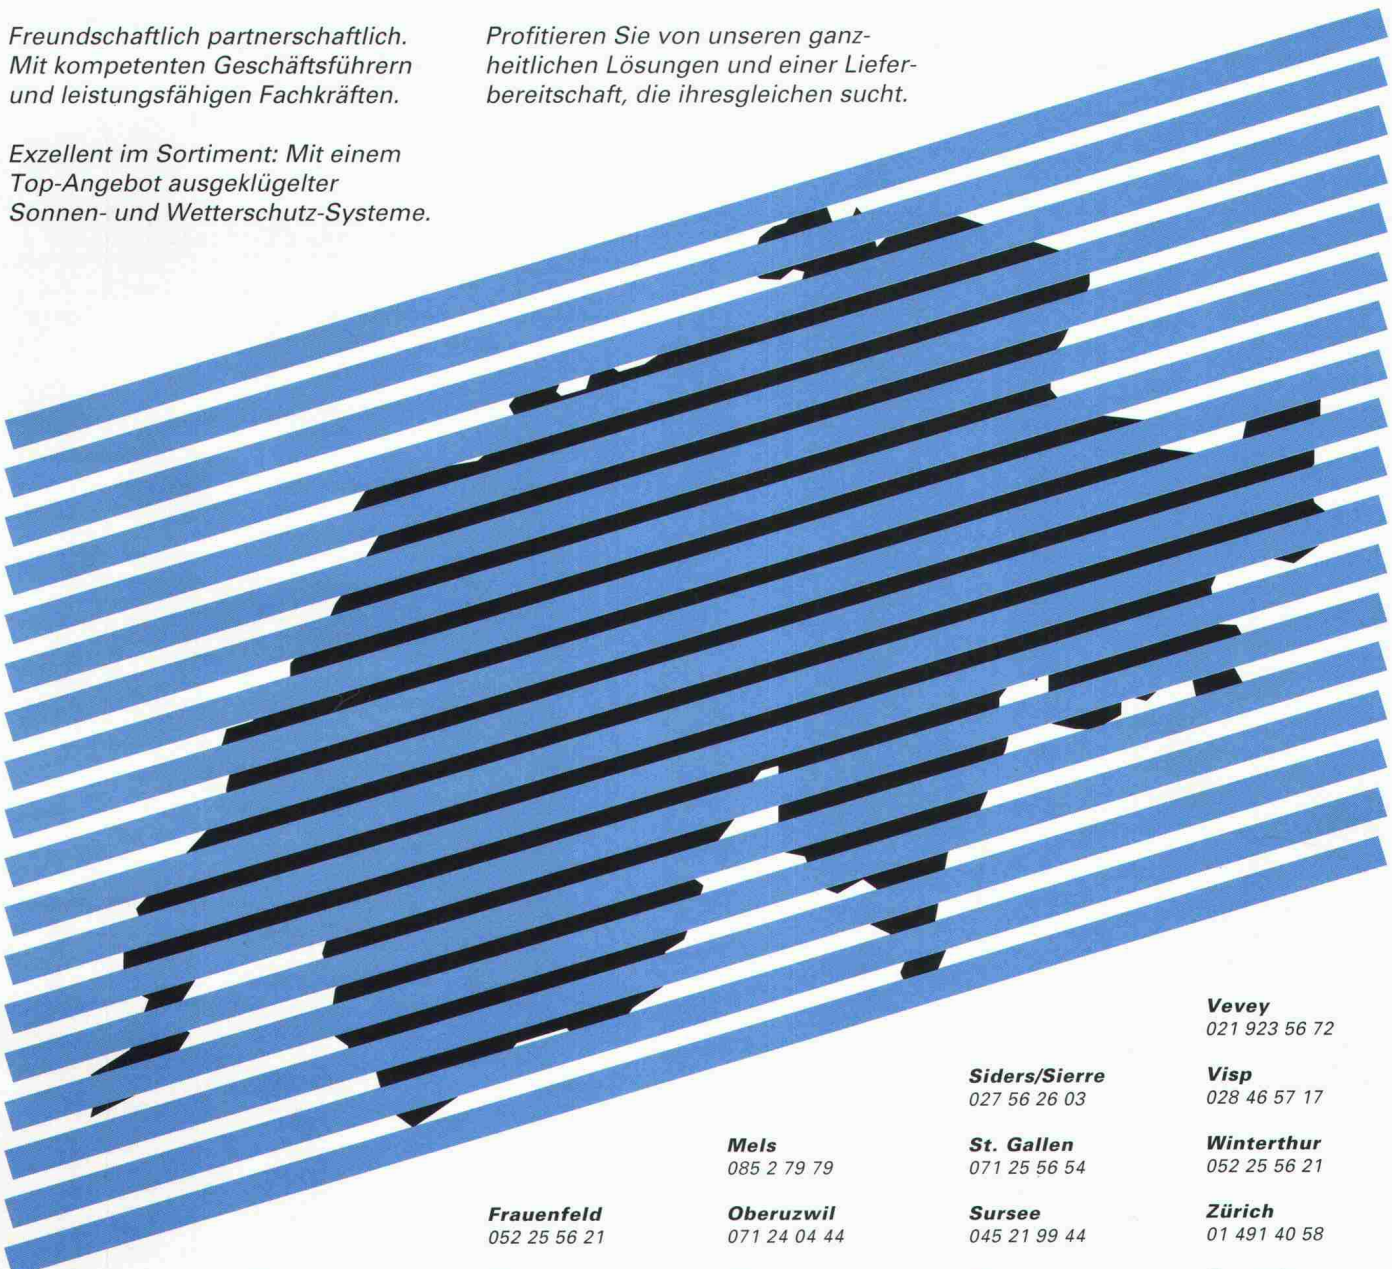 Freundschaftlich partnerschaftlich.
Mit kompetenten Geschäftsführern
und leistungsfähigen Fachkräften.
Exzellent im Sortiment: Mit einem
Top-Angebot ausgeklügelter
Sonnen- und Wetterschutz-Systeme.
Profitieren Sie von unseren ganz-
heitlichen Lösungen und einer Liefer-
bereitschaft, die ihresgleichen sucht.
Frauenfeld
052 25 56 21
Mels
085 2 79 79
Oberuzwil
071 24 04 44
Siders/Sierre
027 56 26 03
St. Gallen
071 25 56 54
Sursee
045 21 99 44
Vevey
021 923 56 72
Visp
028 46 57 17
Winterthur
052 25 56 21
Zürich
01 491 40 58